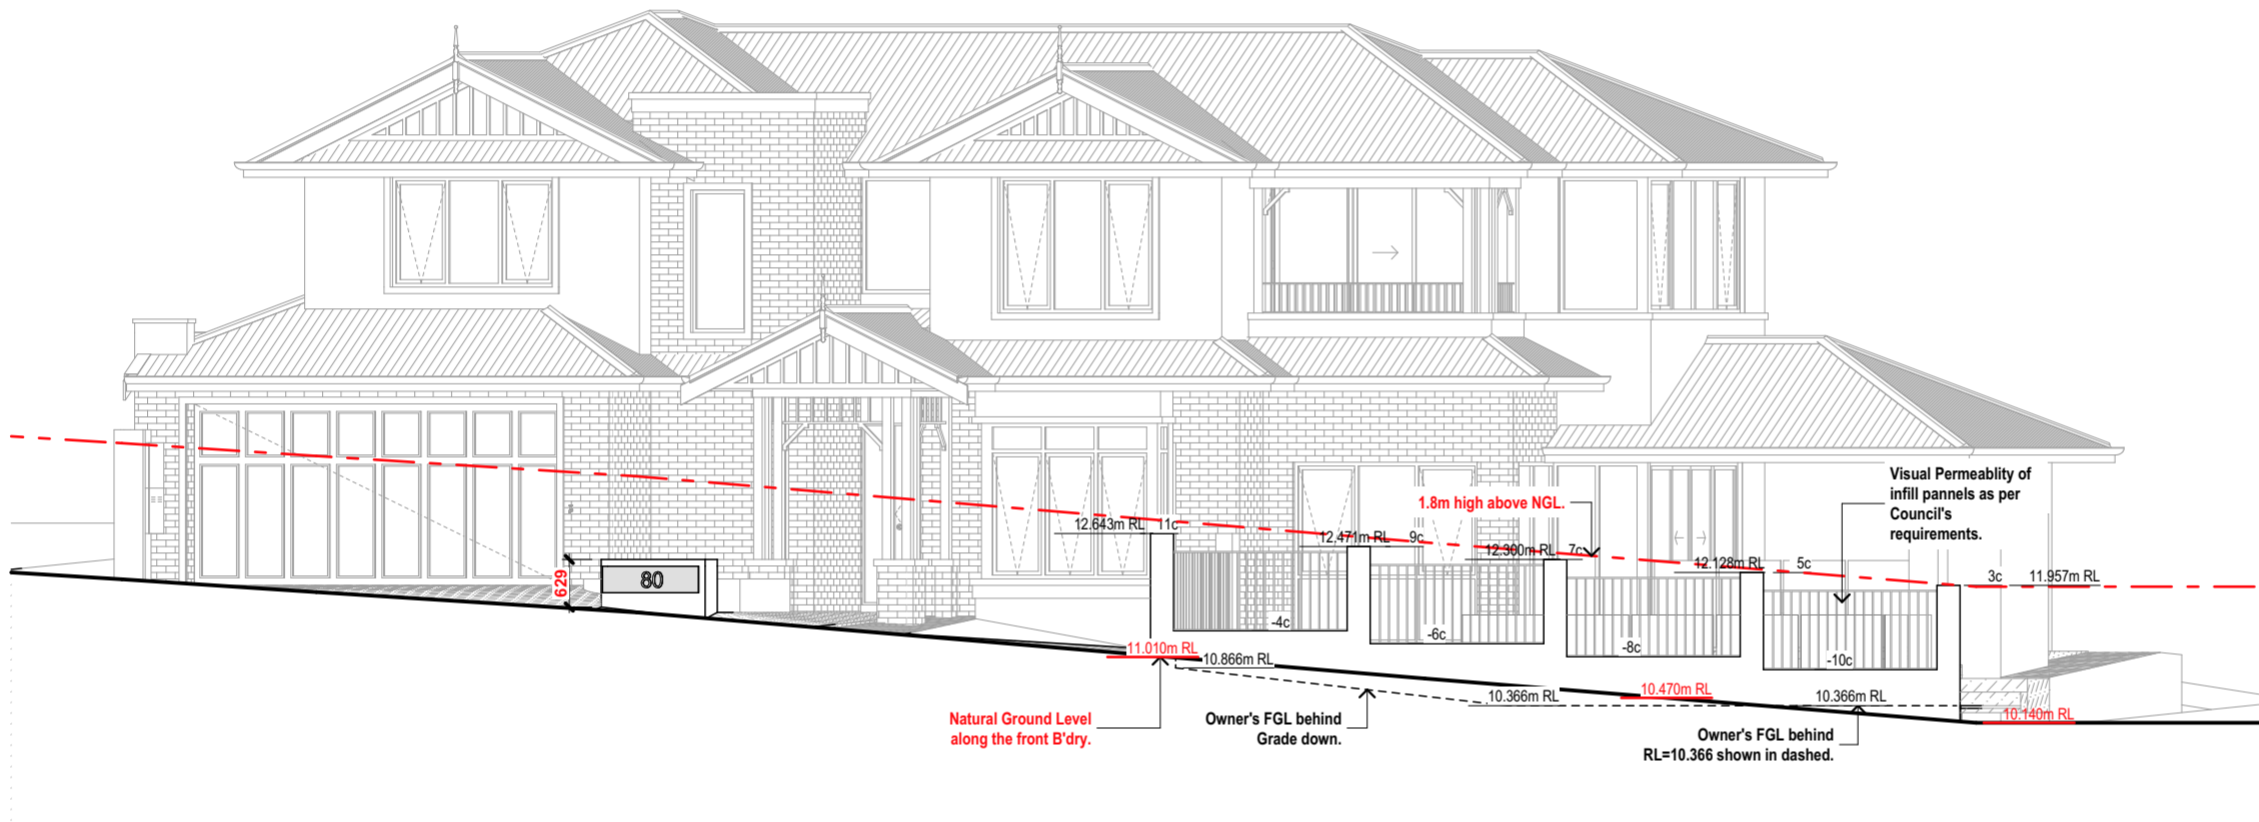 Visual Permeablity of
infill pannels as per
Council's
requirements.
1.8m high above NGL.
12.643m RL 11c
12.471m RL 9c
12.300m RL 7c
12.128m RL 5c
3c 11.957m RL
629
80
-4c
-6c
-8c
-10c
11.010m RL
10.866m RL
10.366m RL
10.470m RL
10.366m RL
10.140m RL
Natural Ground Level
along the front B'dry.
Owner's FGL behind
Grade down.
Owner's FGL behind
RL=10.366 shown in dashed.